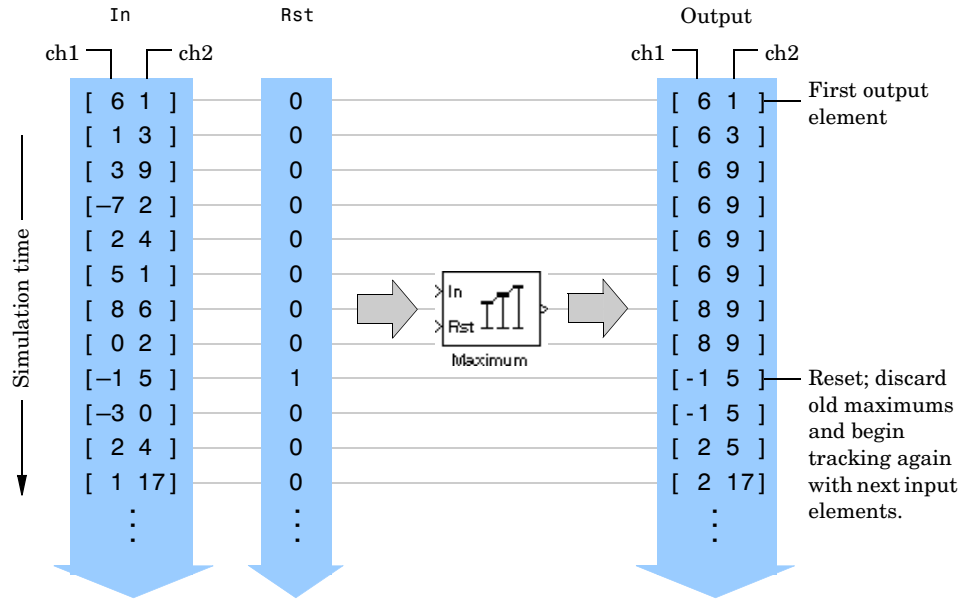 In Rst Output
ch1 ch2 ch1 ch2
[ 6 1 ] 0 [ 6 1 ] First output
element
[ 1 3 ] 0 [ 6 3 ]
[ 3 9 ] 0 [ 6 9 ]
[–7 2 ] 0 [ 6 9 ]
[ 2 4 ] 0 [ 6 9 ]
[ 5 1 ] 0 [ 6 9 ]
[ 8 6 ] 0 [ 8 9 ]
[ 0 2 ] 0 [ 8 9 ]
[–1 5 ] 1 [ -1 5 ] Reset; discard
old maximums
and begin
tracking again
with next input
elements.
[–3 0 ] 0 [ -1 5 ]
[ 2 4 ] 0 [ 2 5 ]
[ 1 17] 0 [ 2 17]
Simulation time
In
Rst
Maximum